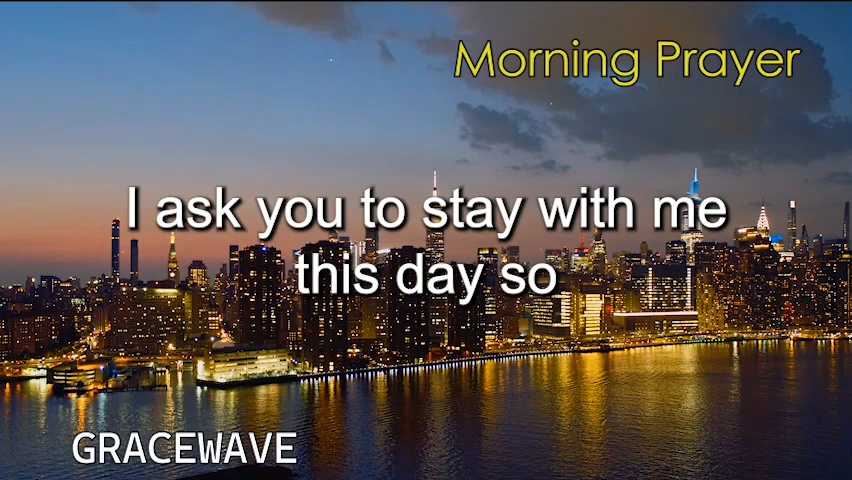 Morning Prayer
I ask you to stay with me
this day so
GRACEWAVE